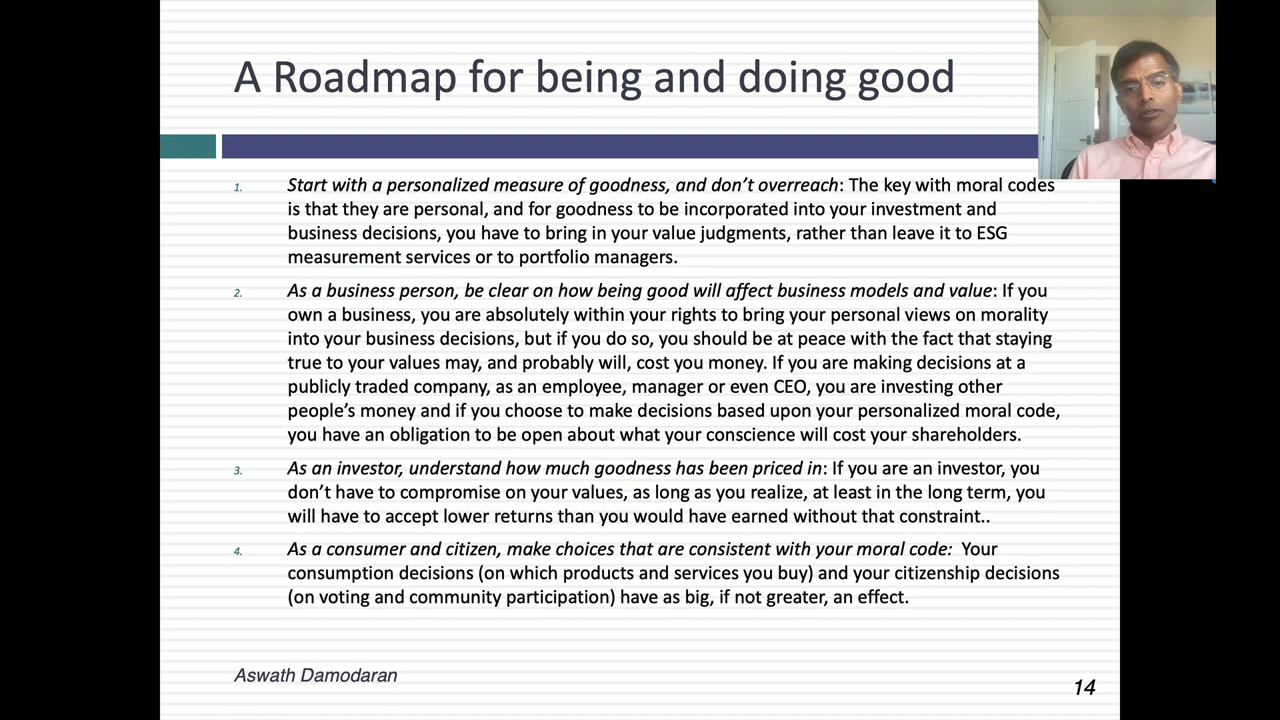 A Roadmap for being and doing good
1. Start with a personalized measure of goodness, and don’t overreach: The key with moral codes
is that they are personal, and for goodness to be incorporated into your investment and
business decisions, you have to bring in your value judgments, rather than leave it to ESG
measurement services or to portfolio managers.
2. As a business person, be clear on how being good will affect business models and value: If you
own a business, you are absolutely within your rights to bring your personal views on morality
into your business decisions, but if you do so, you should be at peace with the fact that staying
true to your values may, and probably will, cost you money. If you are making decisions at a
publicly traded company, as an employee, manager or even CEO, you are investing other
people’s money and if you choose to make decisions based upon your personalized moral code,
you have an obligation to be open about what your conscience will cost your shareholders.
3. As an investor, understand how much goodness has been priced in: If you are an investor, you
don’t have to compromise on your values, as long as you realize, at least in the long term, you
will have to accept lower returns than you would have earned without that constraint..
4. As a consumer and citizen, make choices that are consistent with your moral code: Your
consumption decisions (on which products and services you buy) and your citizenship decisions
(on voting and community participation) have as big, if not greater, an effect.
Aswath Damodaran
14